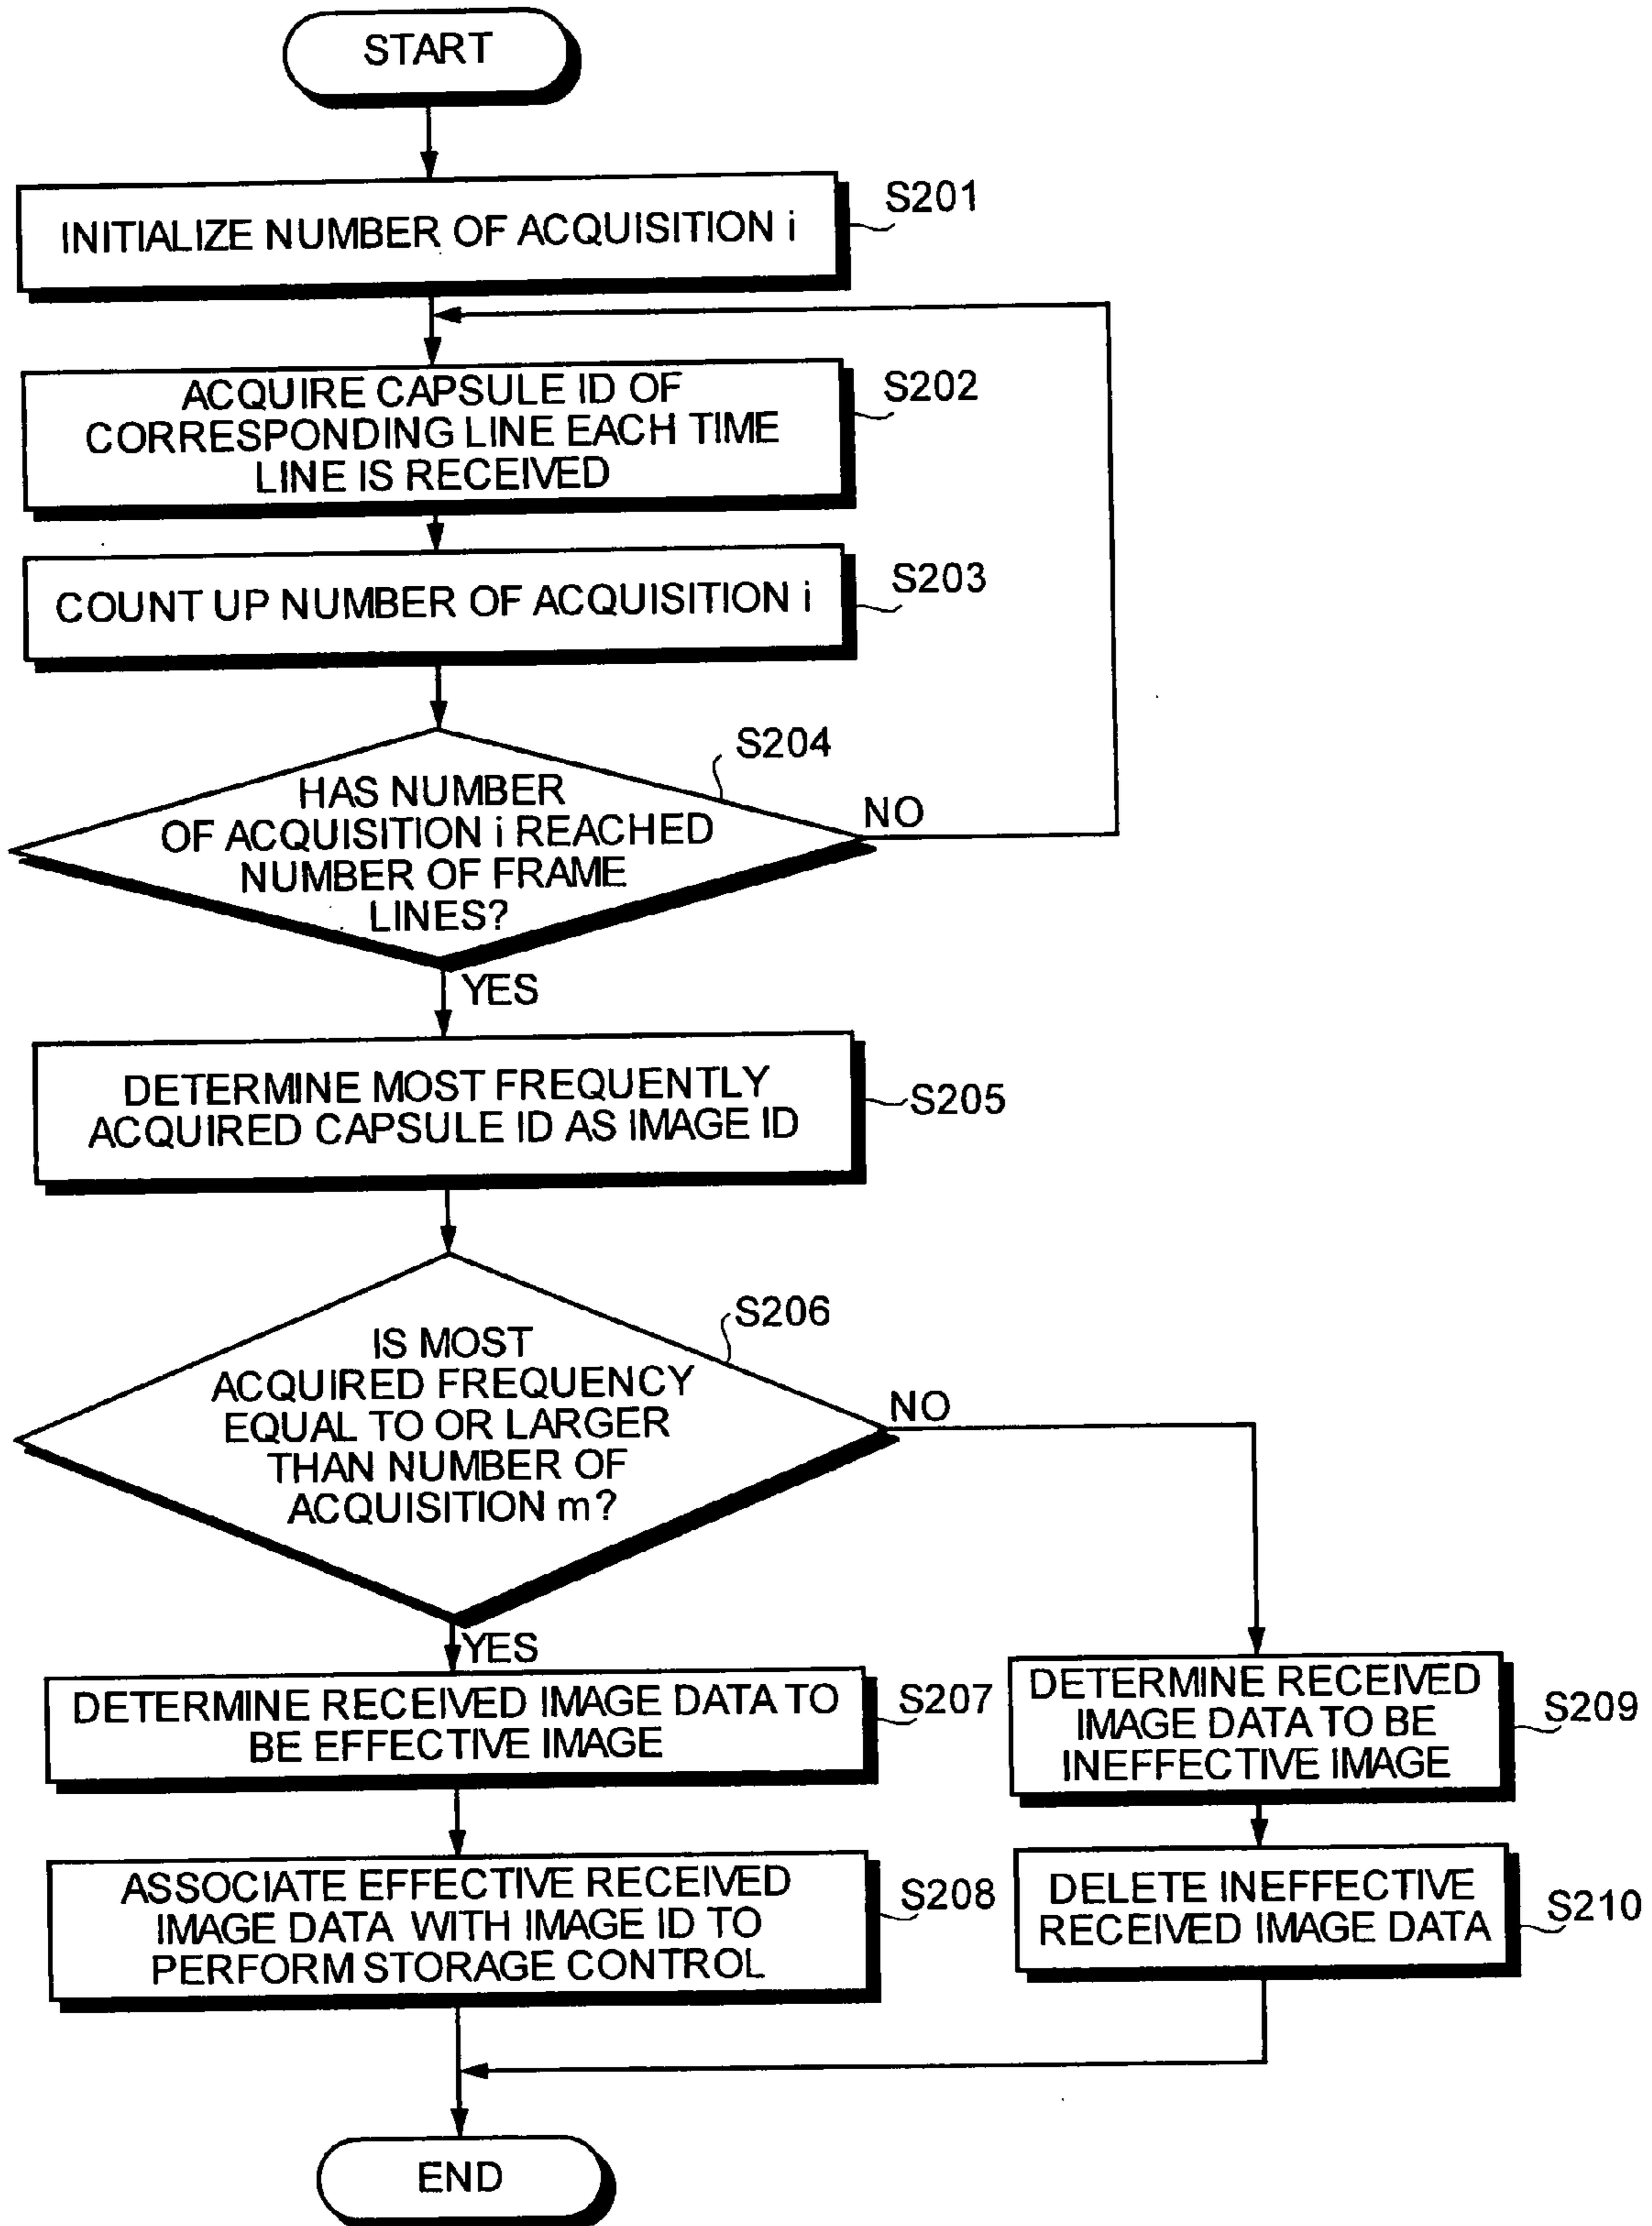 START
INITIALIZE NUMBER OF ACQUISITION i
S201
ACQUIRE CAPSULE ID OF
CORRESPONDING LINE EACH TIME
LINE IS RECEIVED
S202
COUNT UP NUMBER OF ACQUISITION i
S203
HAS NUMBER
OF ACQUISITION i REACHED
NUMBER OF FRAME
LINES?
S204
NO
YES
DETERMINE MOST FREQUENTLY
ACQUIRED CAPSULE ID AS IMAGE ID
S205
IS MOST
ACQUIRED FREQUENCY
EQUAL TO OR LARGER
THAN NUMBER OF
ACQUISITION m?
S206
NO
YES
DETERMINE RECEIVED IMAGE DATA TO
BE EFFECTIVE IMAGE
S207
DETERMINE RECEIVED
IMAGE DATA TO BE
INEFFECTIVE IMAGE
S209
ASSOCIATE EFFECTIVE RECEIVED
IMAGE DATA WITH IMAGE ID TO
PERFORM STORAGE CONTROL
S208
DELETE INEFFECTIVE
RECEIVED IMAGE DATA
S210
END